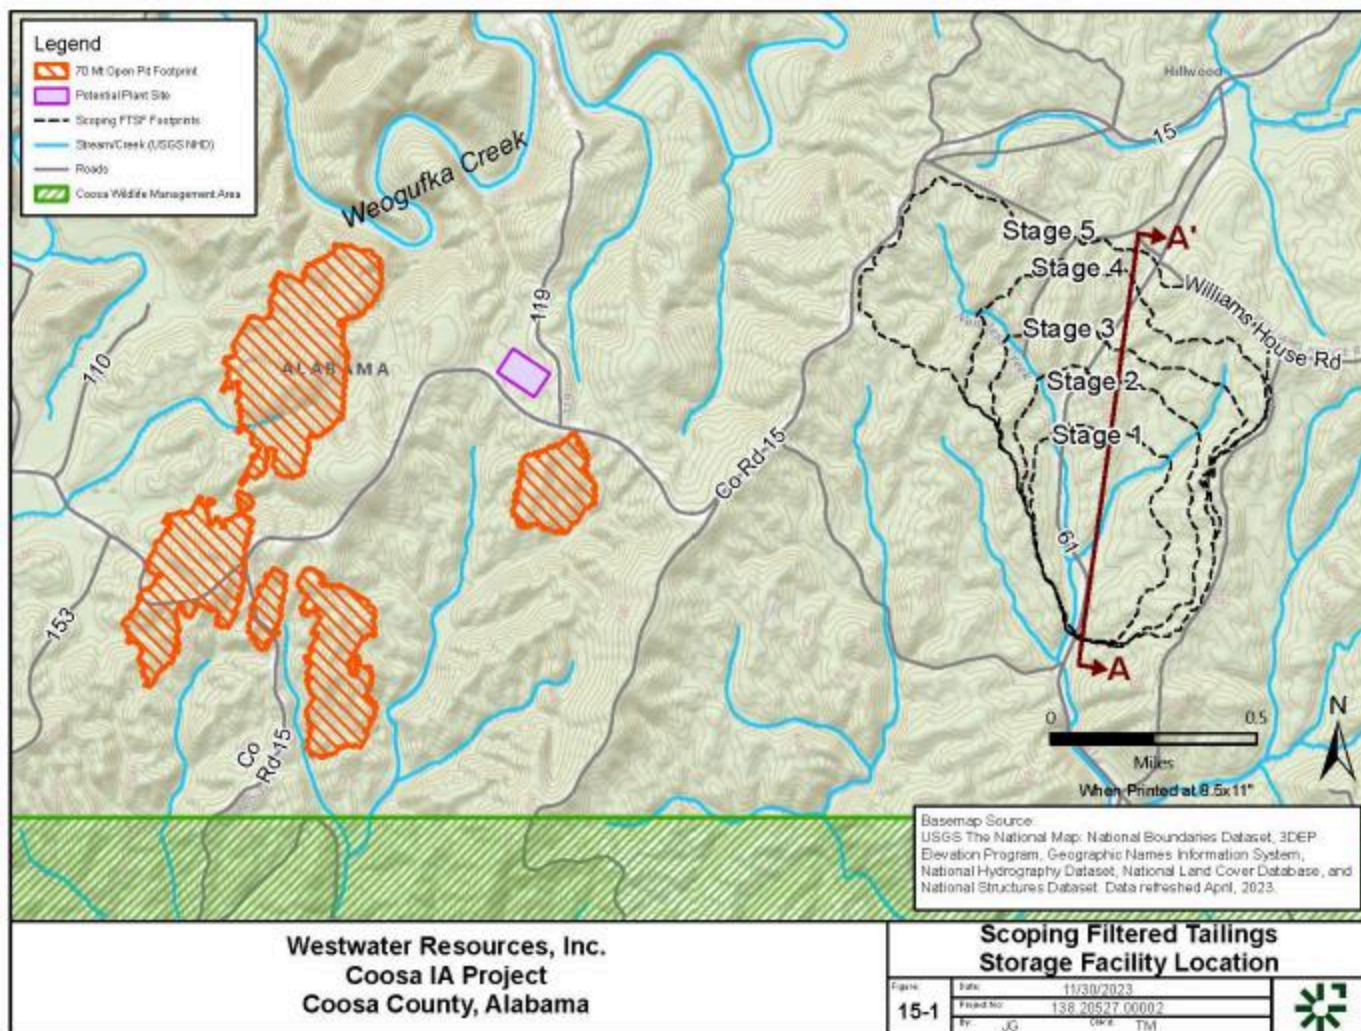 Legend
70 Mt Open Pit Footprint
Potential Plant Site
Scoping FTSF Footprints
Stream/Creek (USGS NHD)
Roads
Coosa Wildlife Management Area
Weogufka Creek
Hillwood
15
Stage 5
A'
Stage 4
Williams House Rd
119
Stage 3
110
ALABAMA
Stage 2
Stage 1
Co Rd 15
61
153
A
Co
Rd 15
0 0.5
Miles
When Printed at 8.5x11"
N
Basemap Source:
USGS The National Map: National Boundaries Dataset, 3DEP
Elevation Program, Geographic Names Information System,
National Hydrography Dataset, National Land Cover Database, and
National Structures Dataset. Data refreshed April, 2023.
Westwater Resources, Inc.
Coosa IA Project
Coosa County, Alabama
Scoping Filtered Tailings
Storage Facility Location
Figure:
15-1
Date: 11/30/2023
Project No: 138.20527.00002
By: JG Chk'd: TM